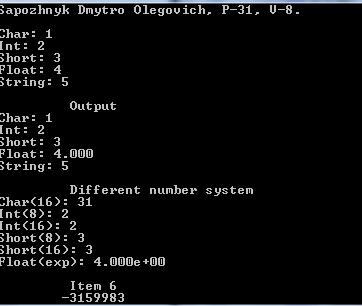 Sapozhnyk Dmytro Olegovich, P-31, V-8.
Char: 1
Int: 2
Short: 3
Float: 4
String: 5
Output
Char: 1
Int: 2
Short: 3
Float: 4.000
String: 5
Different number system
Char(16): 31
Int(8): 2
Int(16): 2
Short(8): 3
Short(16): 3
Float(exp): 4.000e+00
Item 6
-3159983